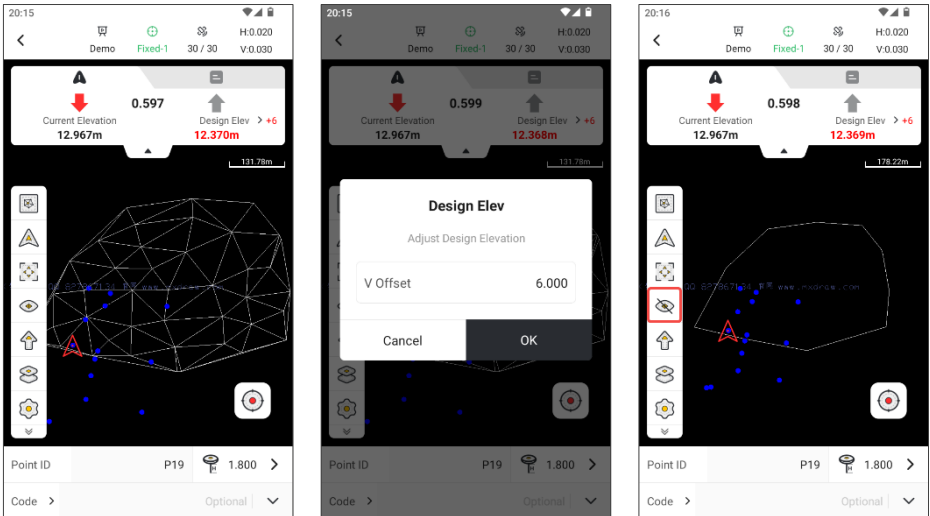 20:15
H:0.020
Demo Fixed-1 30 / 30 V:0.030
0.597
Current Elevation Design Elev +6
12.967m 12.370m
131.78m
Point ID P19 1.800
Code Optional
20:15
H:0.020
Demo Fixed-1 30 / 30 V:0.030
0.599
Current Elevation Design Elev +6
12.967m 12.368m
131.78m
Design Elev
Adjust Design Elevation
V Offset 6.000
Cancel OK
Point ID P19 1.800
Code Optional
20:16
H:0.020
Demo Fixed-1 30 / 30 V:0.030
0.598
Current Elevation Design Elev +6
12.967m 12.369m
178.22m
Point ID P19 1.800
Code Optional